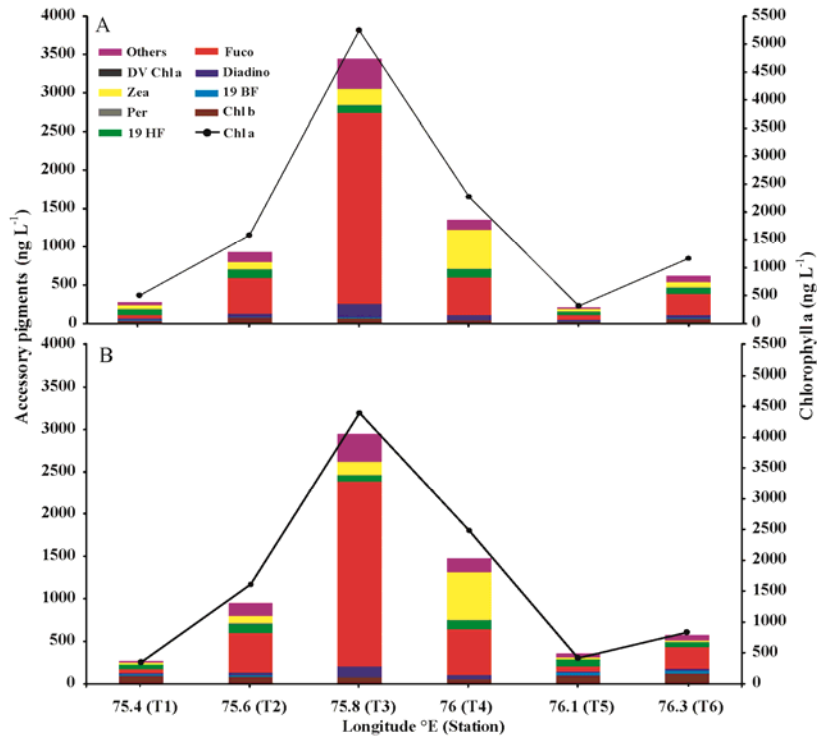 A
4000
3500
3000
2500
2000
1500
1000
500
0
Others
Fuco
DV Chl a
Diadino
Zea
19 BF
Per
Chl b
19 HF
Chl a
5500
5000
4500
4000
3500
3000
2500
2000
1500
1000
500
0
Accessory pigments (ng L-1)
Chlorophyll a (ng L-1)
B
4000
3500
3000
2500
2000
1500
1000
500
0
5500
5000
4500
4000
3500
3000
2500
2000
1500
1000
500
0
75.4 (T1) 75.6 (T2) 75.8 (T3) 76 (T4) 76.1 (T5) 76.3 (T6)
Longitude °E (Station)